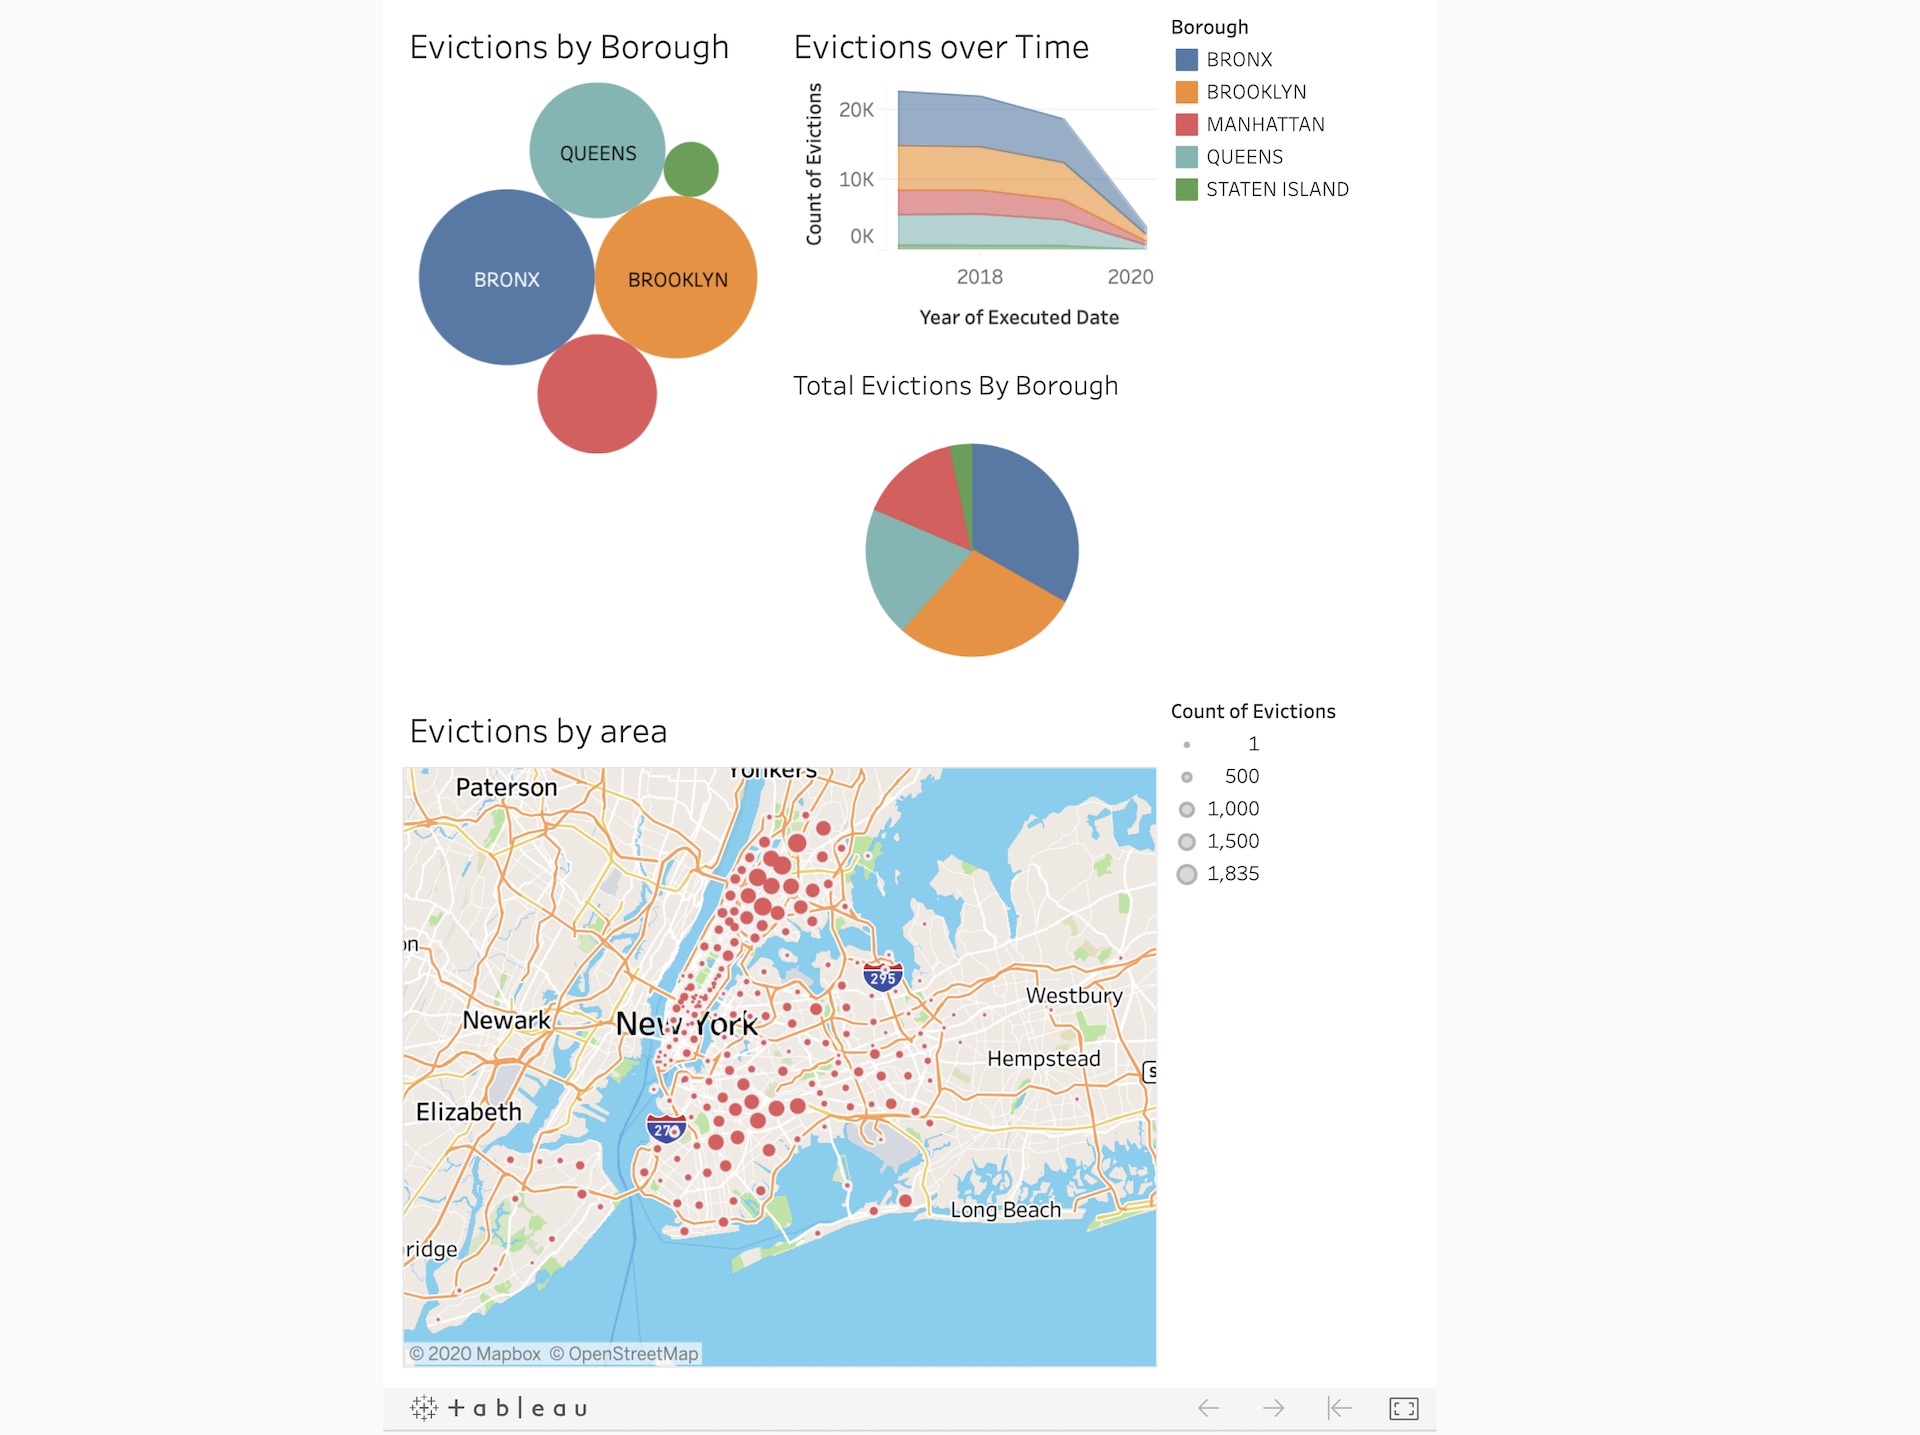 Evictions by Borough
QUEENS
BRONX
BROOKLYN
Evictions over Time
Count of Evictions
20K
10K
0K
2018
2020
Year of Executed Date
Borough
BRONX
BROOKLYN
MANHATTAN
QUEENS
STATEN ISLAND
Total Evictions By Borough
Evictions by area
Yonkers
Paterson
on
295
Westbury
Newark
New York
Hempstead
S
Elizabeth
278
Long Beach
ridge
© 2020 Mapbox © OpenStreetMap
Count of Evictions
1
500
1,000
1,500
1,835
+ableau